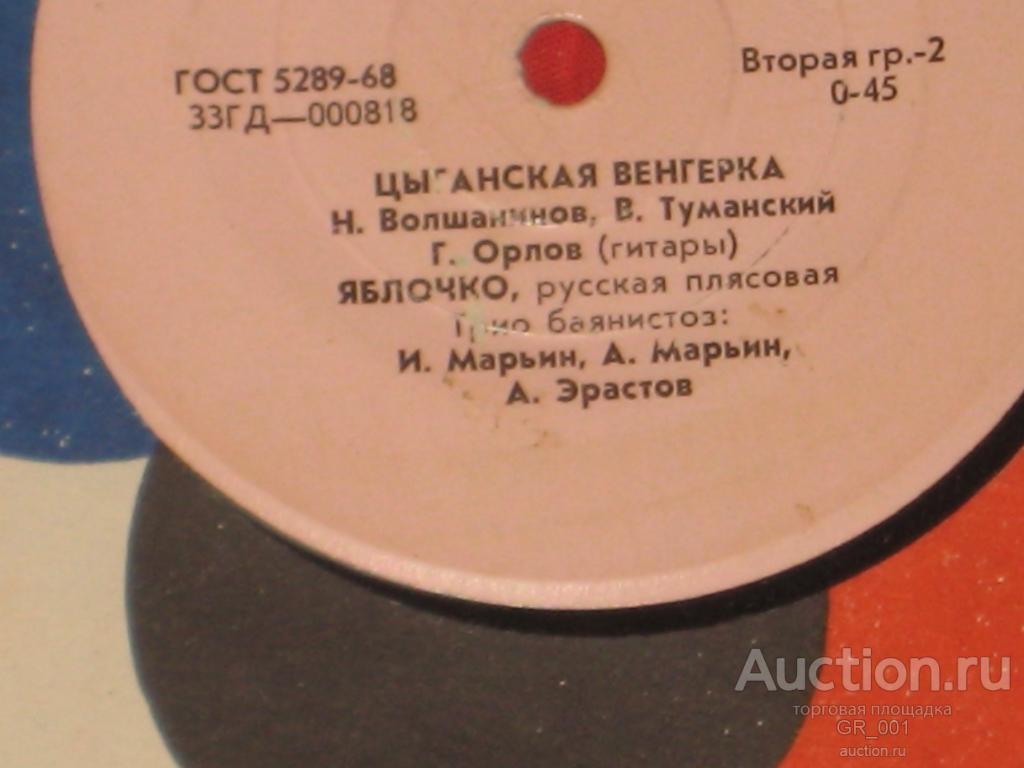 ГОСТ 5289-68
33ГД—000818
Вторая гр.-2
0-45
ЦЫГАНСКАЯ ВЕНГЕРКА
Н. Волшанинов, В. Туманский
Г. Орлов (гитары)
ЯБЛОЧКО, русская плясовая
Трио баянистов:
И. Марьин, А. Марьин,
А. Эрастов
Auction.ru
торговая площадка
GR_001
auction.ru